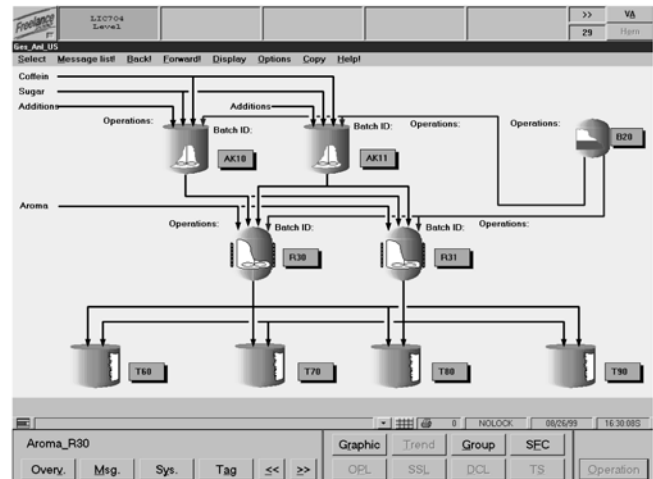 Freelance
LIC704
Level
>>
VA
29
Horn
Ges_Anl_US
Select Message list! Back! Forward! Display Options Copy Help!
Coffein
Sugar
Additions
Additions
Operations:
Batch ID:
Batch ID:
Operations:
Operations:
B20
AK10
AK11
Aroma
Operations:
Batch ID:
Batch ID:
Operations:
R30
R31
T60
T70
T80
T90
0
NOLOCK
08/26/99
16:30:08S
Aroma_R30
Graphic
Trend
Group
SFC
Overv.
Msg.
Sys.
Tag
<<
>>
OPL
SSL
DCL
TS
Operation